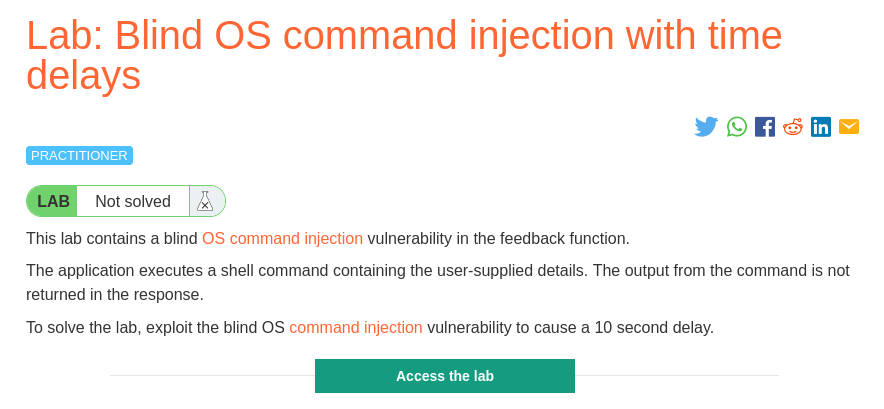 Lab: Blind OS command injection with time
delays
PRACTITIONER
LAB Not solved
This lab contains a blind OS command injection vulnerability in the feedback function.
The application executes a shell command containing the user-supplied details. The output from the command is not
returned in the response.
To solve the lab, exploit the blind OS command injection vulnerability to cause a 10 second delay.
Access the lab